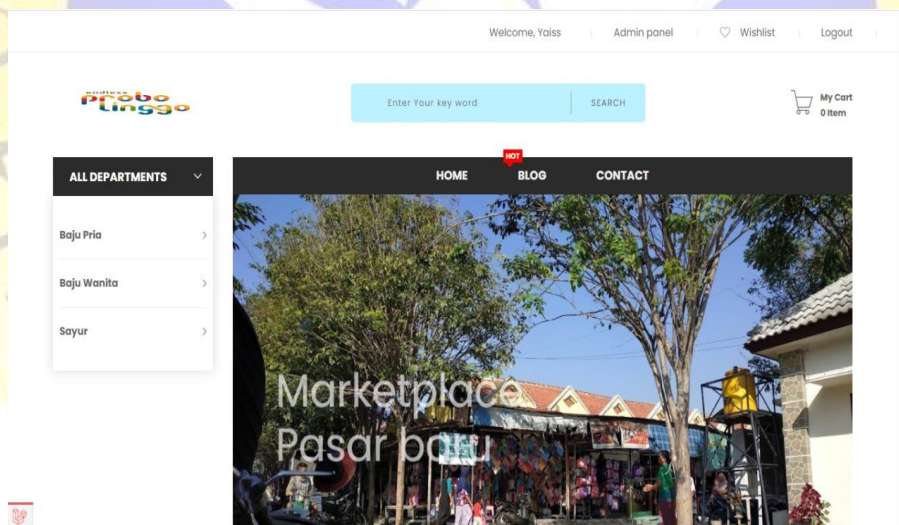 Welcome, Yaiss
Admin panel
Wishlist
Logout
endless
probo
linggo
Enter Your key word
SEARCH
My Cart
0 Item
ALL DEPARTMENTS
HOT
HOME
BLOG
CONTACT
Baju Pria
Baju Wanita
Sayur
Marketplace
Pasar baru